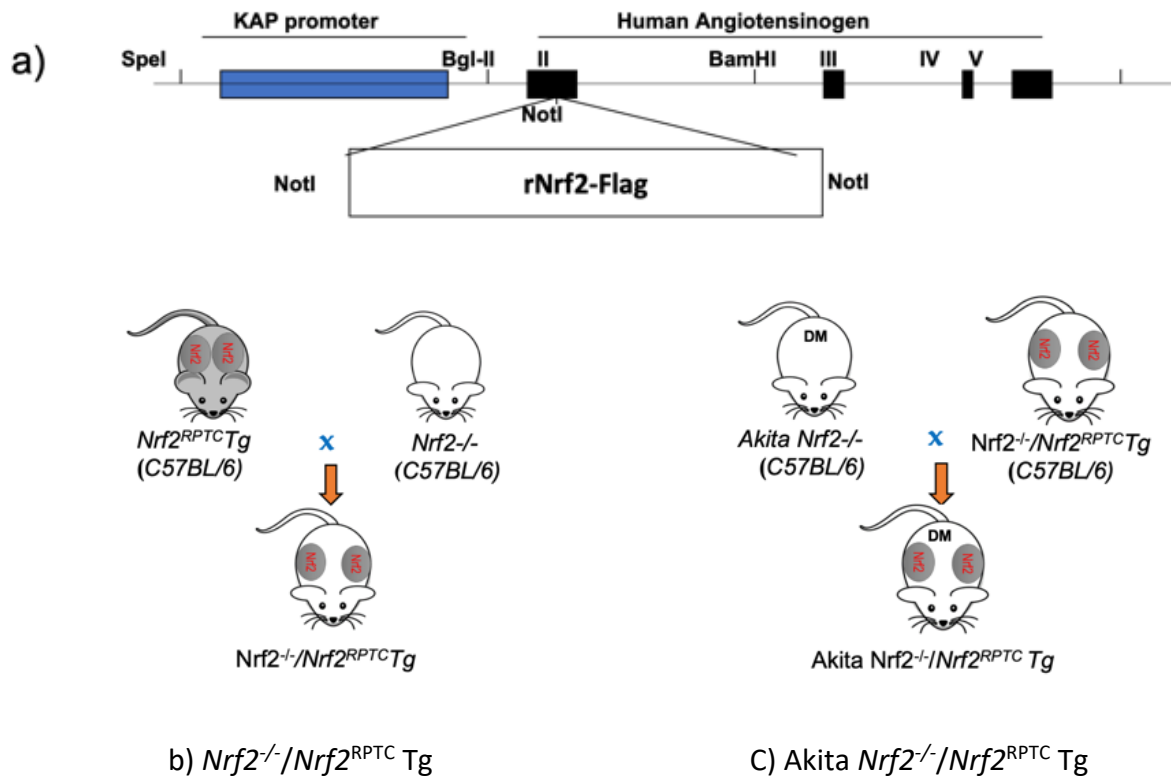 KAP promoter Human Angiotensinogen
a) SpeI Bgl-II II BamHI III IV V
NotI
NotI rNrf2-Flag NotI
Nrf2 Nrf2
DM
Nrf2 Nrf2
Nrf2RPTCTg x Nrf2-/-
(C57BL/6) (C57BL/6)
Akita Nrf2-/- x Nrf2-/-/Nrf2RPTCTg
(C57BL/6) (C57BL/6)
Nrf2 Nrf2
DM
Nrf2 Nrf2
Nrf2-/-/Nrf2RPTCTg
Akita Nrf2-/-/Nrf2RPTC Tg
b) Nrf2-/-/Nrf2RPTC Tg C) Akita Nrf2-/-/Nrf2RPTC Tg